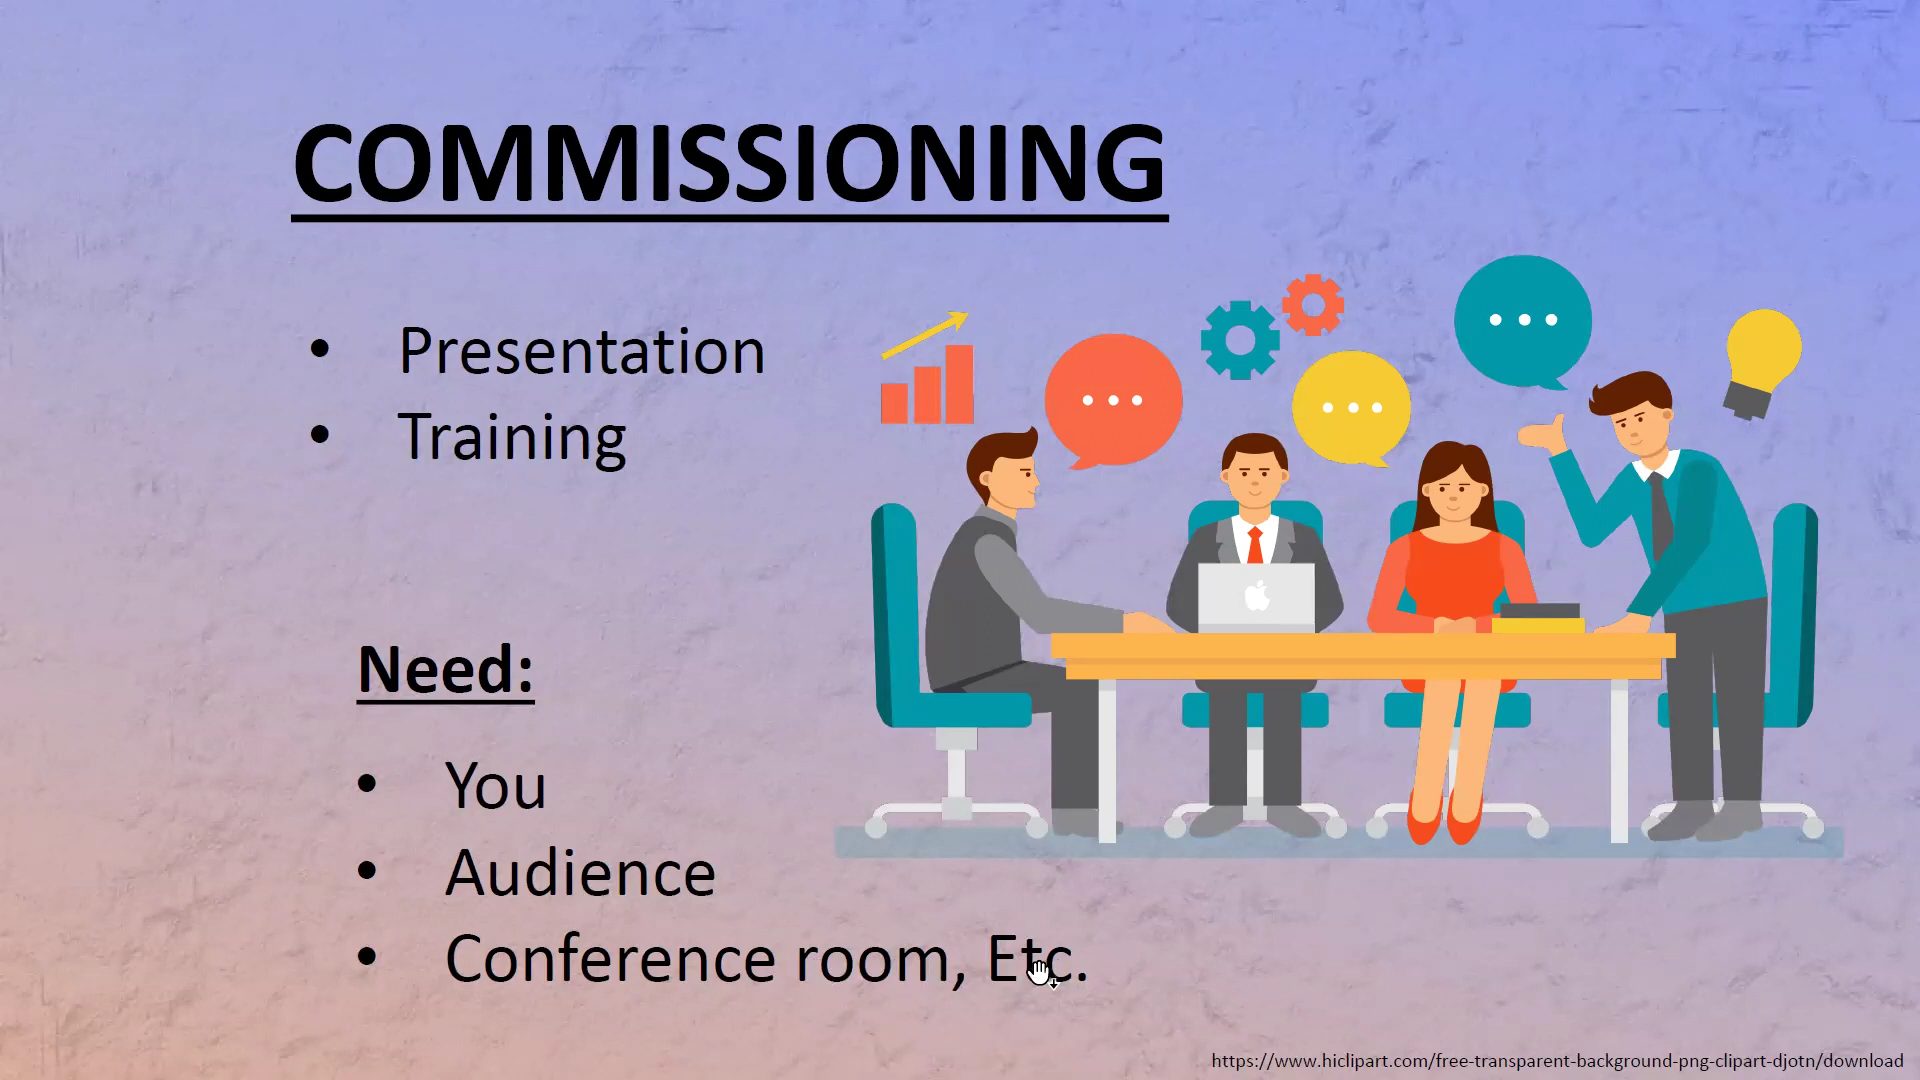 COMMISSIONING
• Presentation
• Training
Need:
• You
• Audience
• Conference room, Etc.
https://www.hiclipart.com/free-transparent-background-png-clipart-djotn/download